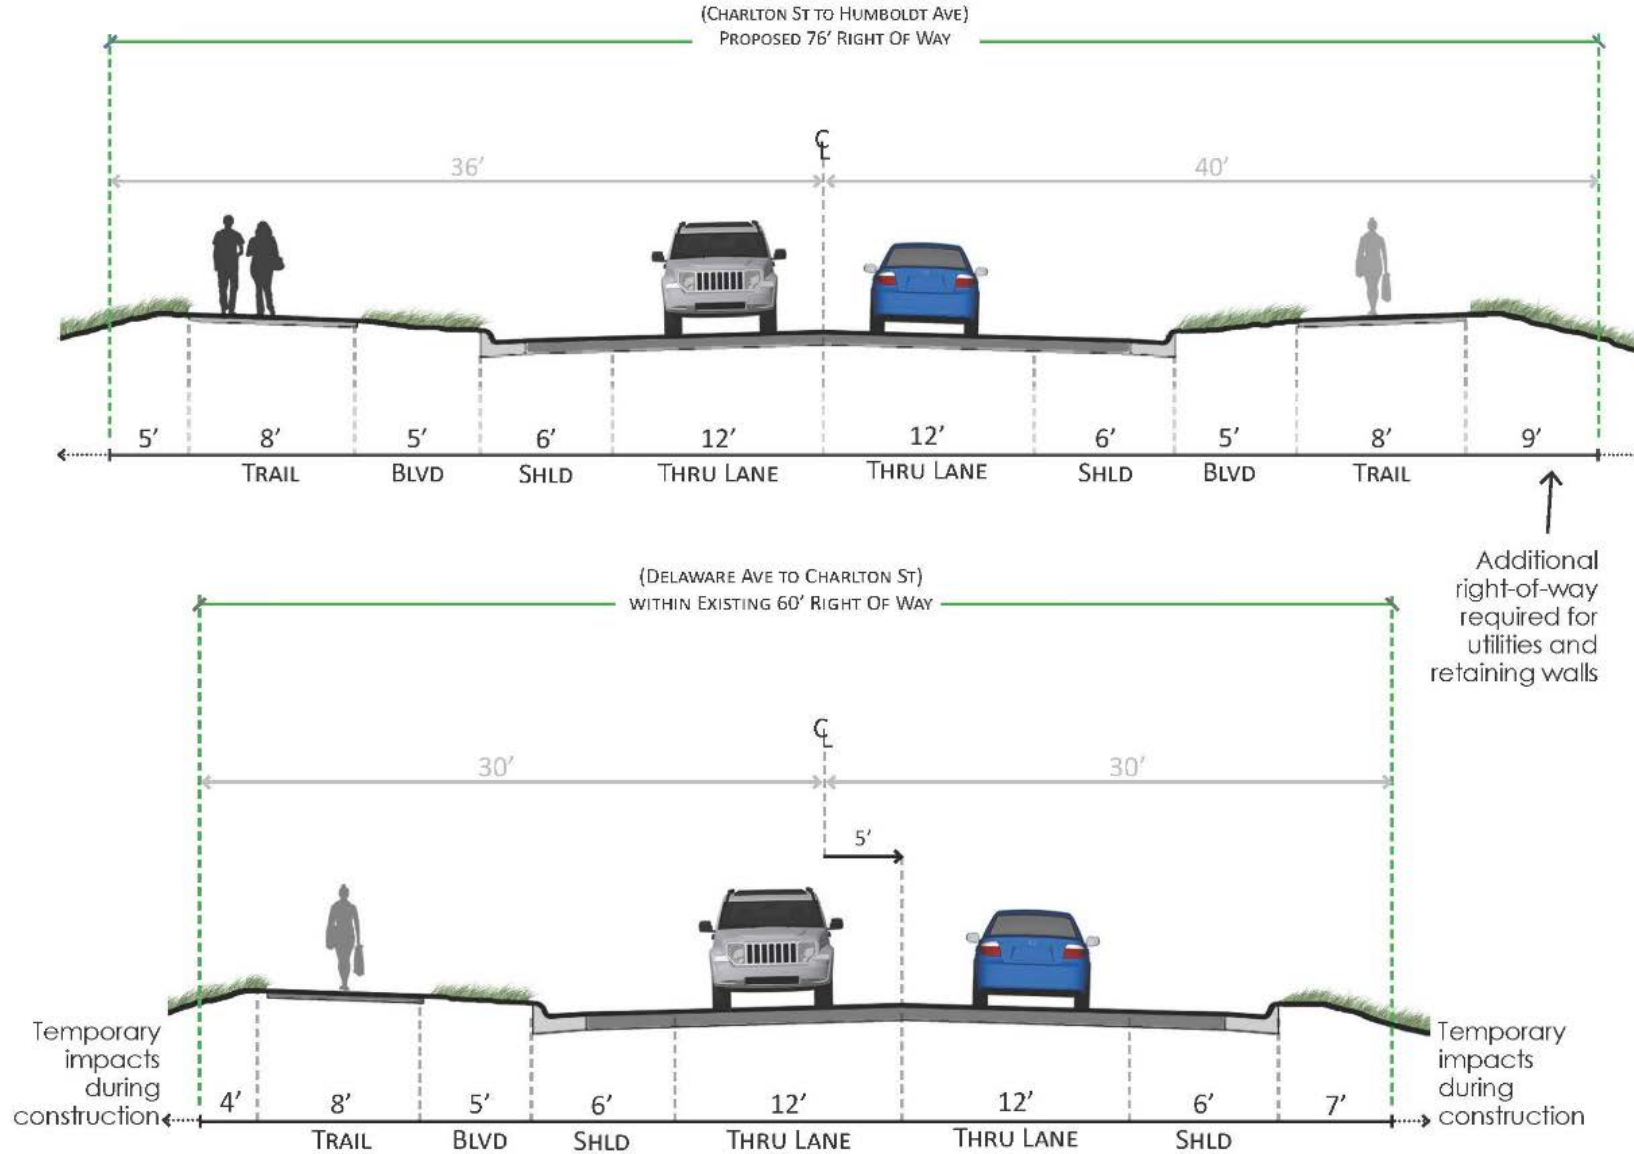 (CHARLTON ST TO HUMBOLDT AVE)
PROPOSED 76' RIGHT OF WAY
℄
36' 40'
5' 8' 5' 6' 12' 12' 6' 5' 8' 9'
TRAIL BLVD SHLD THRU LANE THRU LANE SHLD BLVD TRAIL
Additional
right-of-way
required for
utilities and
retaining walls
(DELAWARE AVE TO CHARLTON ST)
WITHIN EXISTING 60' RIGHT OF WAY
℄
30' 30'
5'
Temporary
impacts
during
construction
Temporary
impacts
during
construction
4' 8' 5' 6' 12' 12' 6' 7'
TRAIL BLVD SHLD THRU LANE THRU LANE SHLD